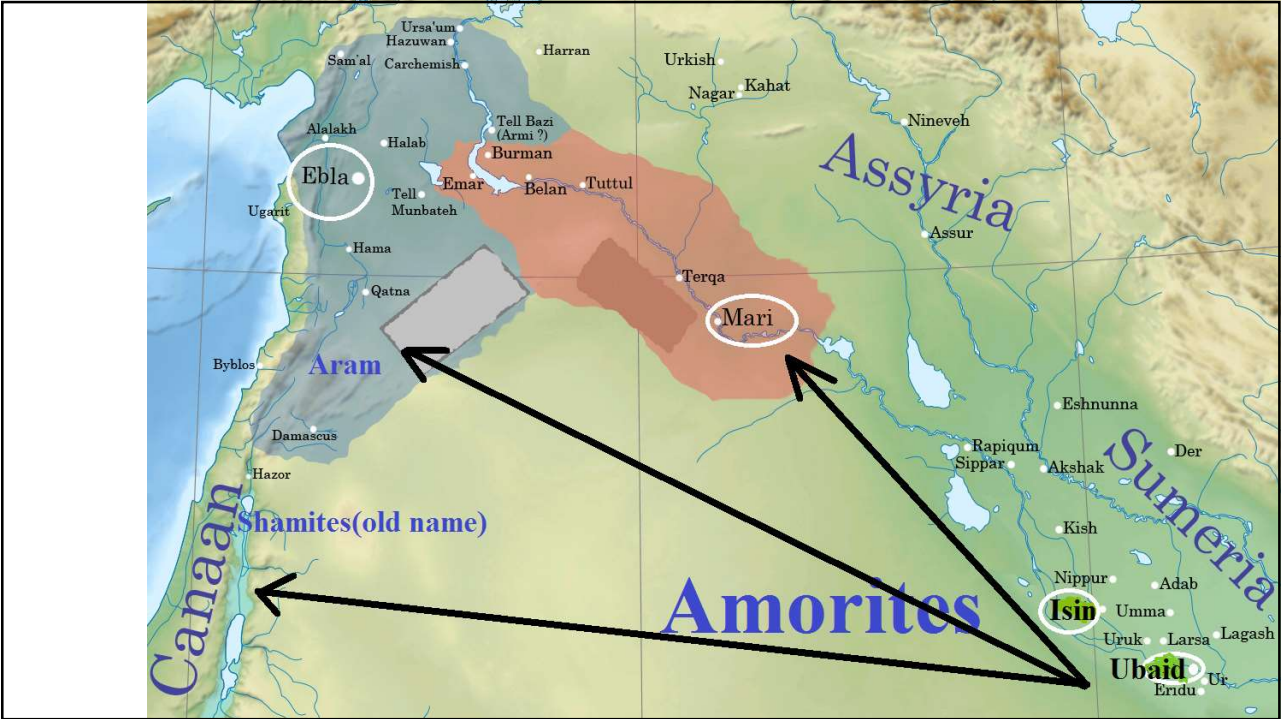 Ursa'um
Hazuwan
Harran
Sam'al
Carchemish
Urkish
Kahat
Nagar
Tell Bazi
(Armi ?)
Nineveh
Alalakh
Halab
Burman
Assyria
Ebla
Emar
Belan
Tuttul
Tell
Munbateh
Ugarit
Assur
Hama
Terqa
Qatna
Mari
Byblos
Aram
Eshnunna
Damascus
Rapiqum
Der
Sippar
Akshak
Sumeria
Hazor
Canaan
Shamites(old name)
Kish
Amorites
Nippur
Adab
Isin
Umma
Uruk
Larsa
Lagash
Ubaid
Ur
Eridu